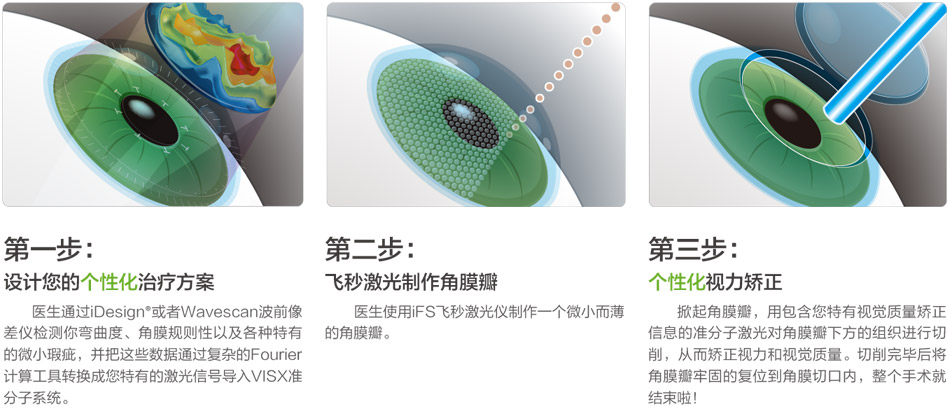 第一步：
设计您的个性化治疗方案
医生通过iDesign®或者Wavescan波前像
差仪检测你弯曲度、角膜规则性以及各种特有
的微小瑕疵，并把这些数据通过复杂的Fourier
计算工具转换成您特有的激光信号导入VISX准
分子系统。
第二步：
飞秒激光制作角膜瓣
医生使用iFS飞秒激光仪制作一个微小而薄
的角膜瓣。
第三步：
个性化视力矫正
掀起角膜瓣，用包含您特有视觉质量矫正
信息的准分子激光对角膜瓣下方的组织进行切
削，从而矫正视力和视觉质量。切削完毕后将
角膜瓣牢固的复位到角膜切口内，整个手术就
结束啦！